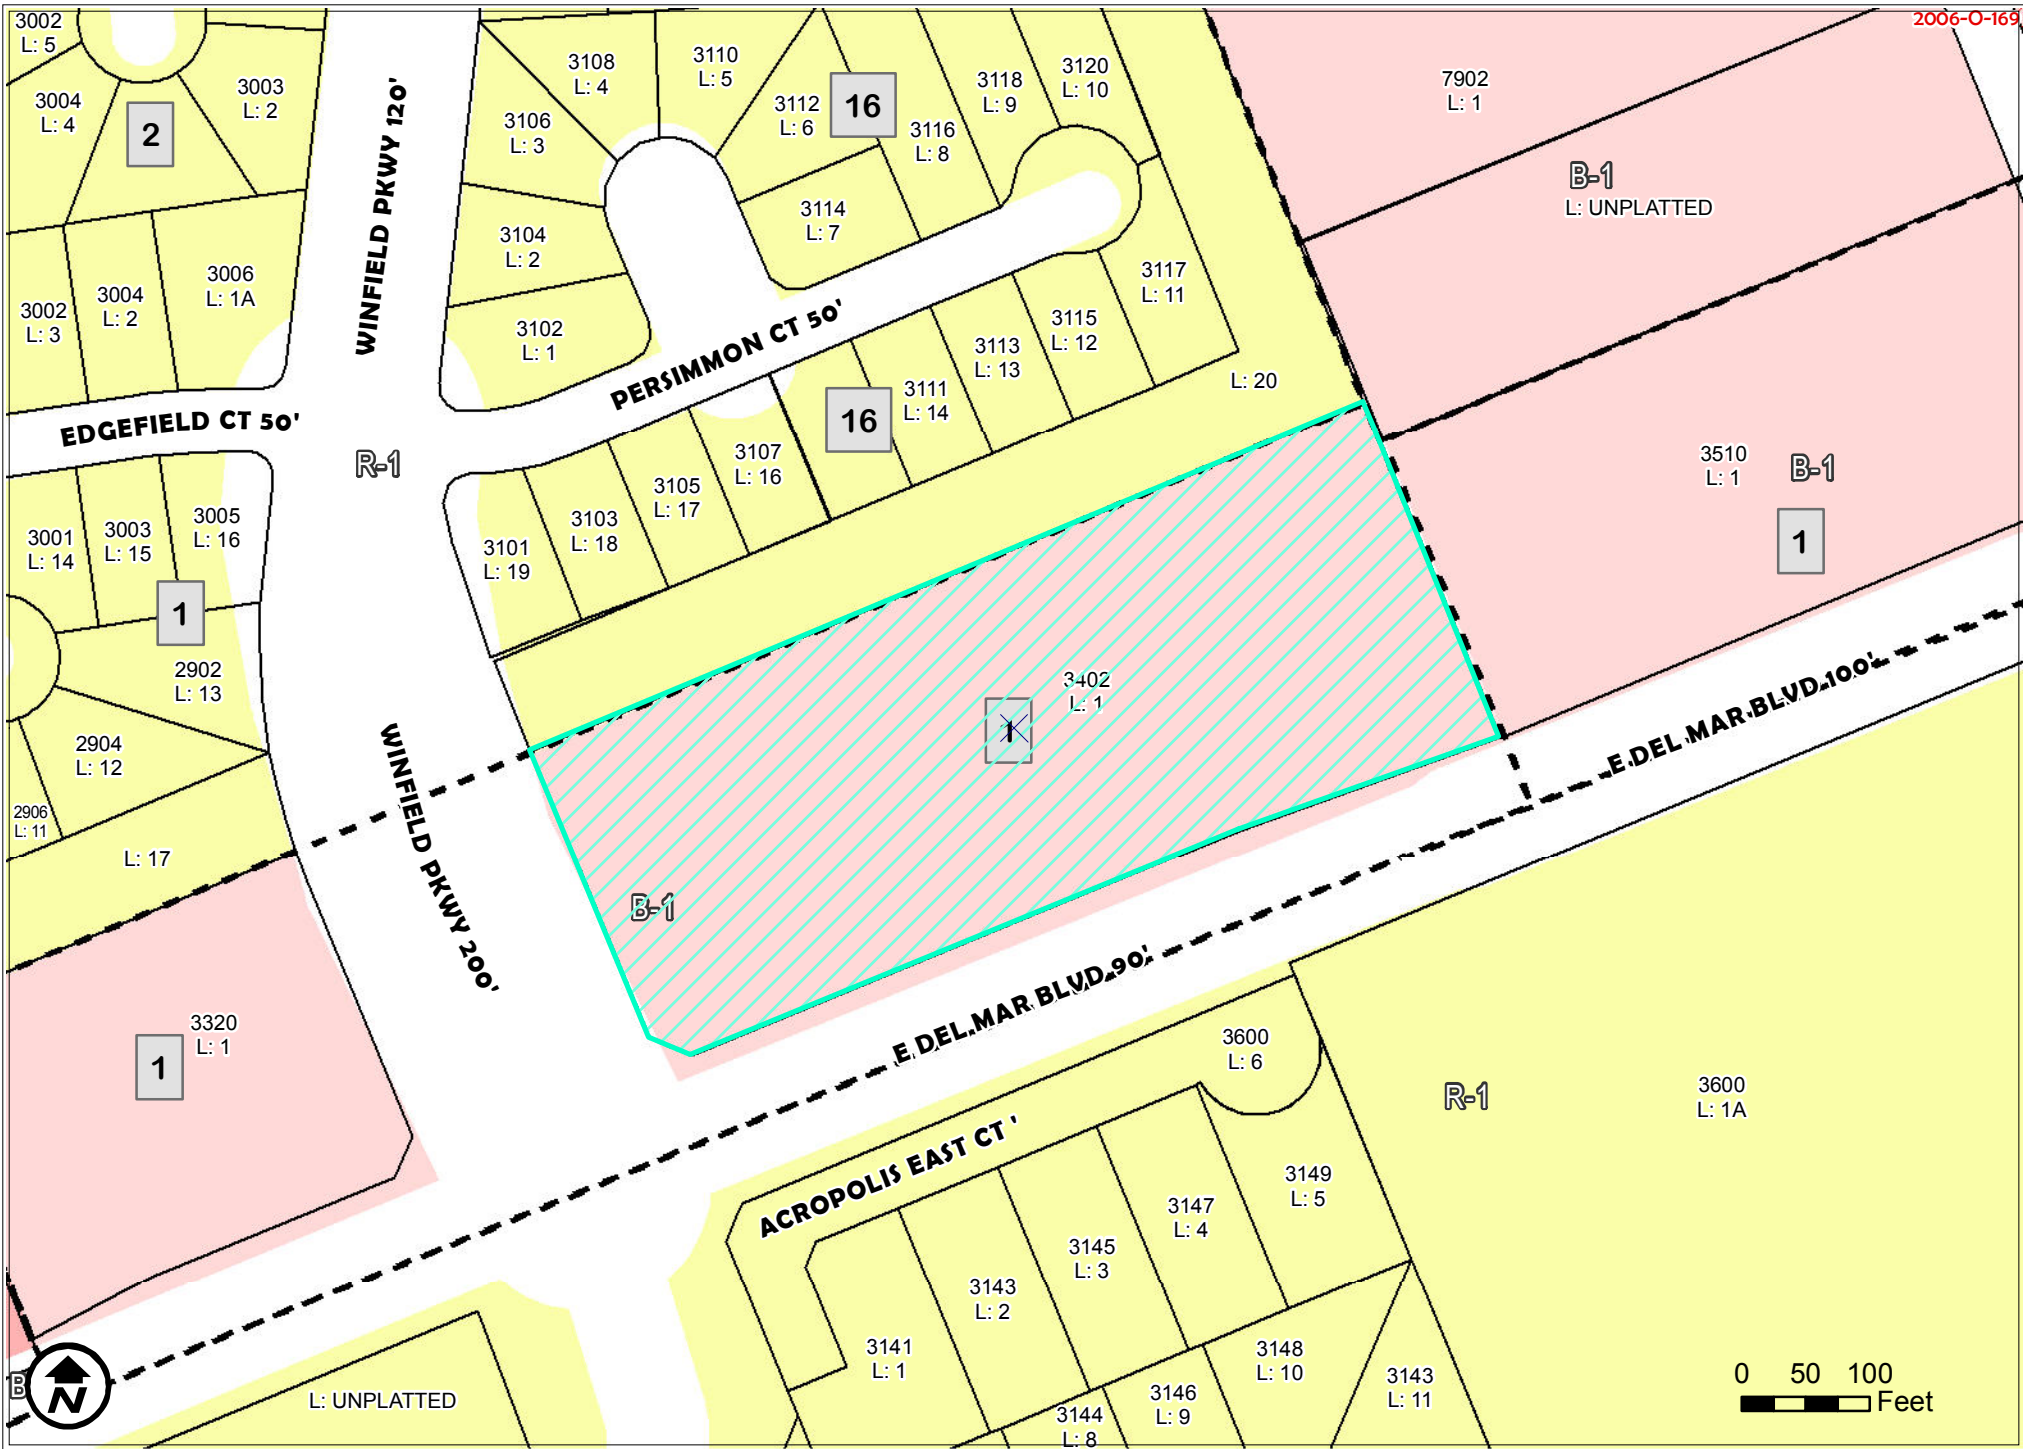 2006-O-169
3002
L: 5
3004
L: 4
2
3003
L: 2
WINFIELD PKWY 120'
3108
L: 4
3110
L: 5
3106
L: 3
3112
L: 6
16
3118
L: 9
3120
L: 10
3116
L: 8
7902
L: 1
B-1
L: UNPLATTED
3104
L: 2
3114
L: 7
3002
L: 3
3004
L: 2
3006
L: 1A
3102
L: 1
3117
L: 11
3115
L: 12
3113
L: 13
PERSIMMON CT 50'
L: 20
3111
L: 14
16
EDGEFIELD CT 50'
R-1
3107
L: 16
3105
L: 17
3103
L: 18
3101
L: 19
3510
L: 1
B-1
1
3001
L: 14
3003
L: 15
3005
L: 16
1
2902
L: 13
2904
L: 12
2906
L: 11
L: 17
3402
L: 1
1
E DEL MAR BLVD 100'
WINFIELD PKWY 200'
B-1
E DEL MAR BLVD 90'
3320
L: 1
1
3600
L: 6
R-1
3600
L: 1A
ACROPOLIS EAST CT '
3149
L: 5
3147
L: 4
3145
L: 3
3143
L: 2
3141
L: 1
3148
L: 10
3146
L: 9
3144
L: 8
3143
L: 11
B
N
L: UNPLATTED
0 50 100
Feet